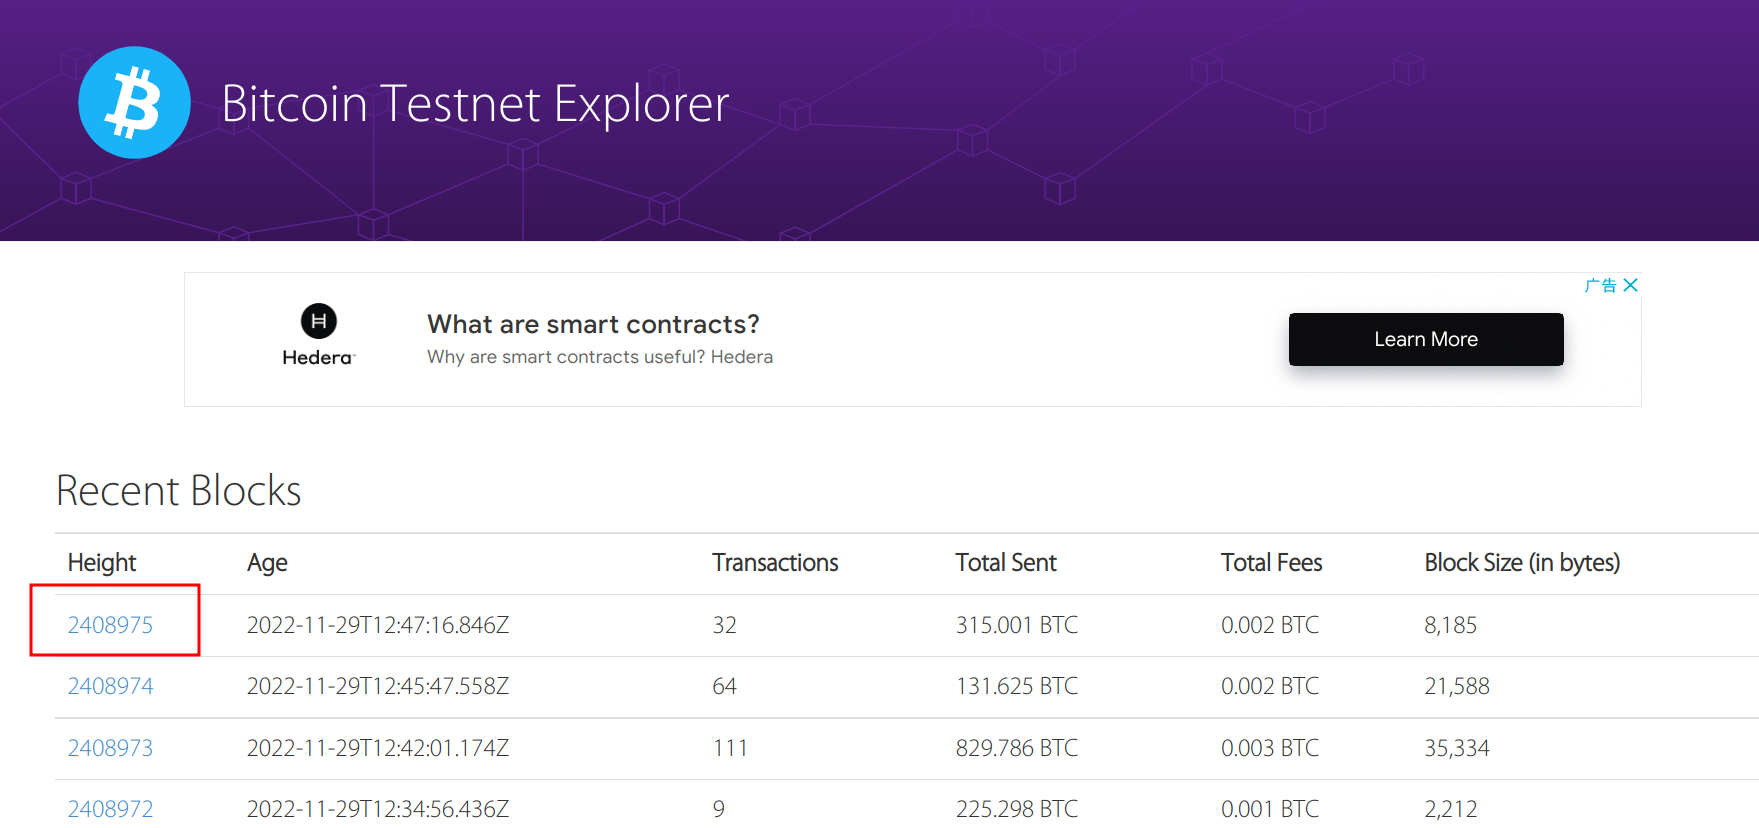 Bitcoin Testnet Explorer
广告
What are smart contracts?
Why are smart contracts useful? Hedera
Hedera
Learn More
Recent Blocks
Height Age Transactions Total Sent Total Fees Block Size (in bytes)
2408975 2022-11-29T12:47:16.846Z 32 315.001 BTC 0.002 BTC 8,185
2408974 2022-11-29T12:45:47.558Z 64 131.625 BTC 0.002 BTC 21,588
2408973 2022-11-29T12:42:01.174Z 111 829.786 BTC 0.003 BTC 35,334
2408972 2022-11-29T12:34:56.436Z 9 225.298 BTC 0.001 BTC 2,212